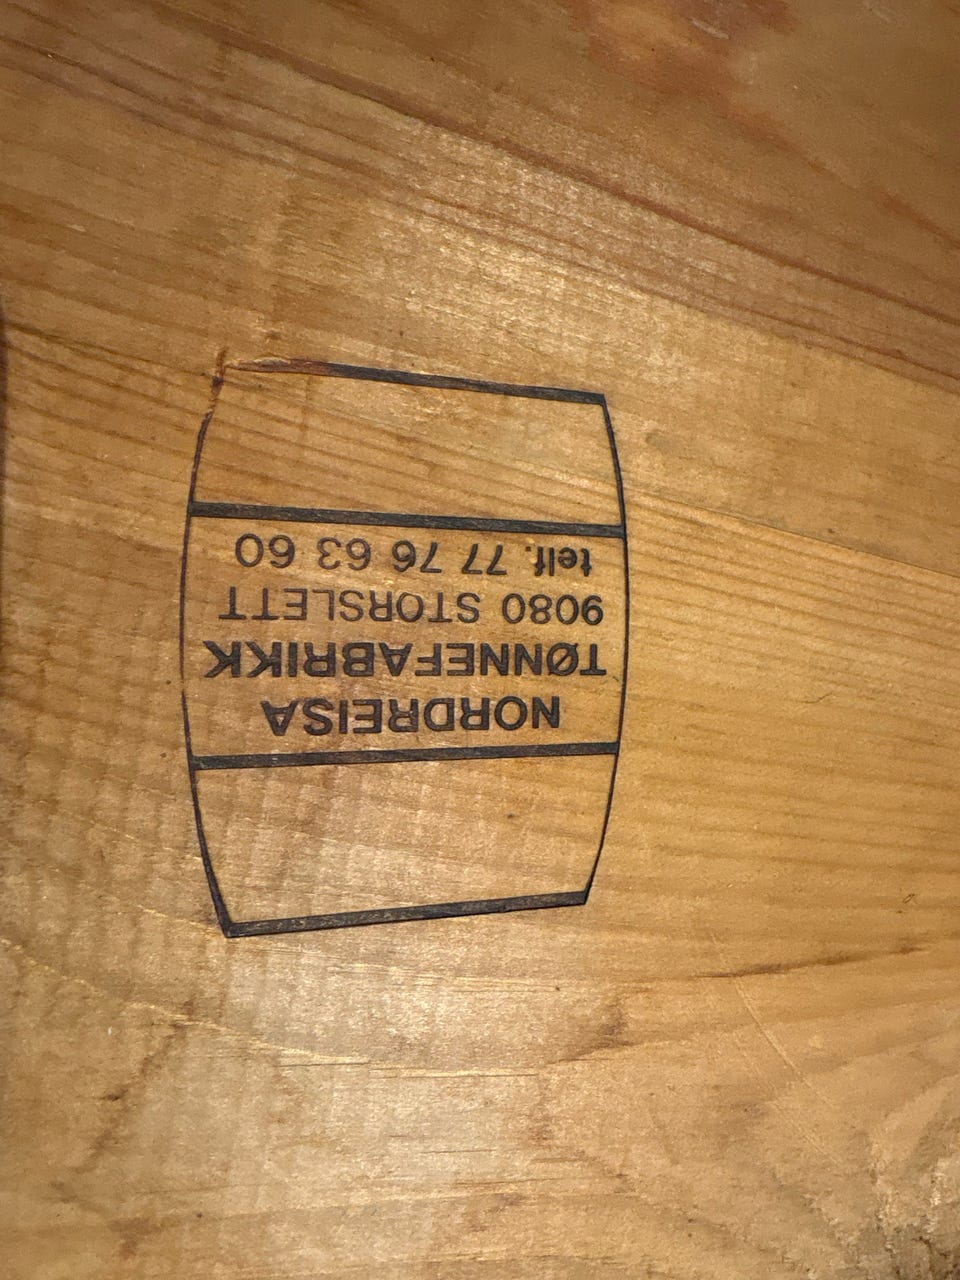 NORDREISA
TØNNEFABRIKK
9080 STORSLETT
telf. 77 76 63 60